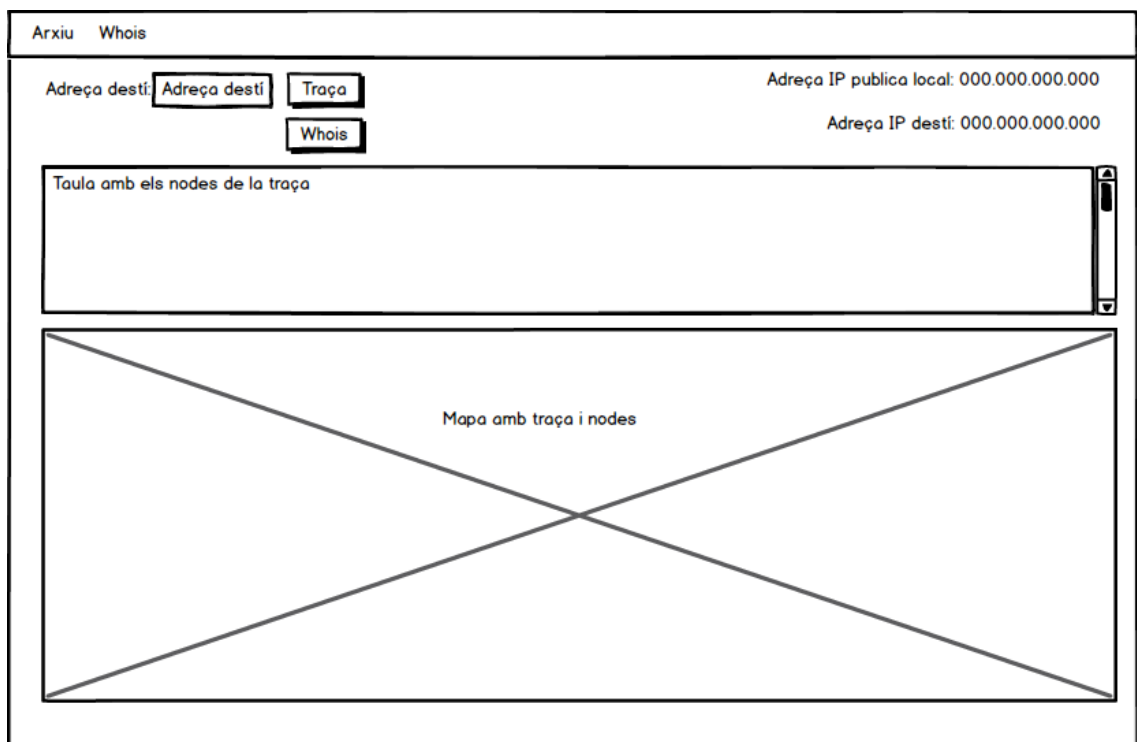 Arxiu Whois
Adreça destí: Adreça destí Traça Adreça IP publica local: 000.000.000.000
Whois Adreça IP destí: 000.000.000.000
Taula amb els nodes de la traça
Mapa amb traça i nodes